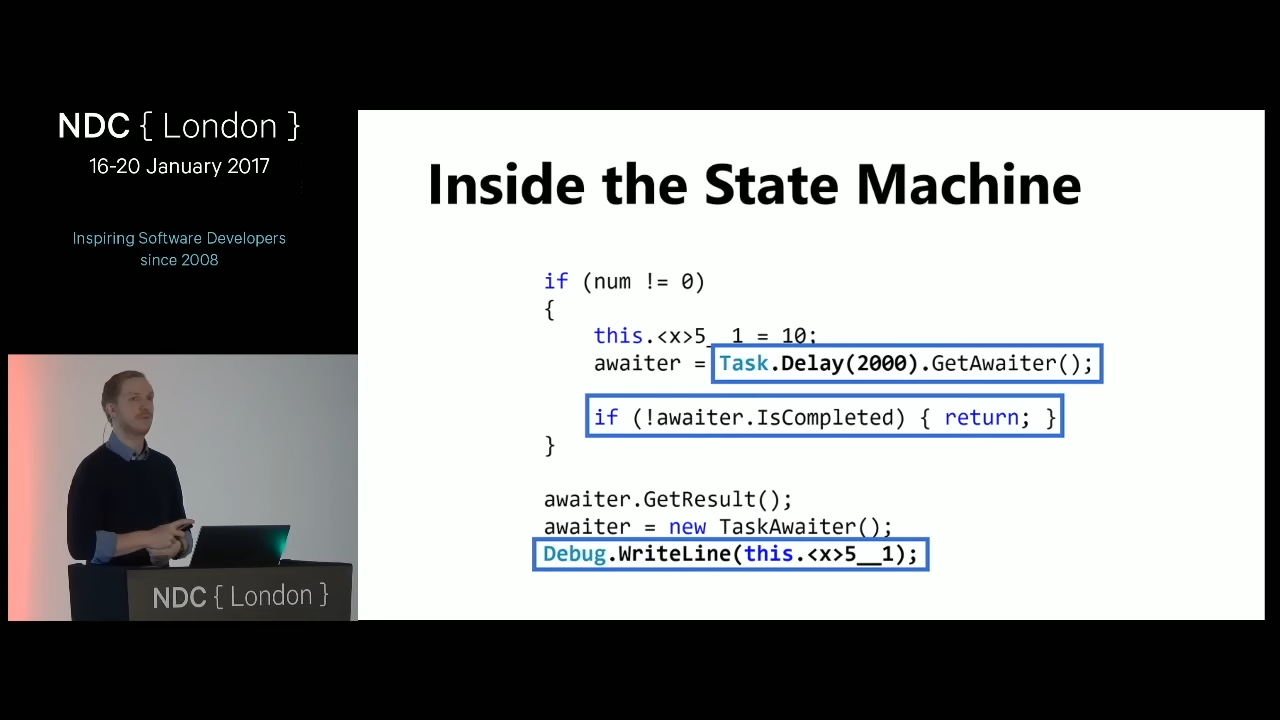 NDC { London }
16-20 January 2017
Inspiring Software Developers
since 2008
NDC { London }
Inside the State Machine
if (num != 0)
{
this.<x>5__1 = 10;
awaiter = Task.Delay(2000).GetAwaiter();
if (!awaiter.IsCompleted) { return; }
}
awaiter.GetResult();
awaiter = new TaskAwaiter();
Debug.WriteLine(this.<x>5__1);